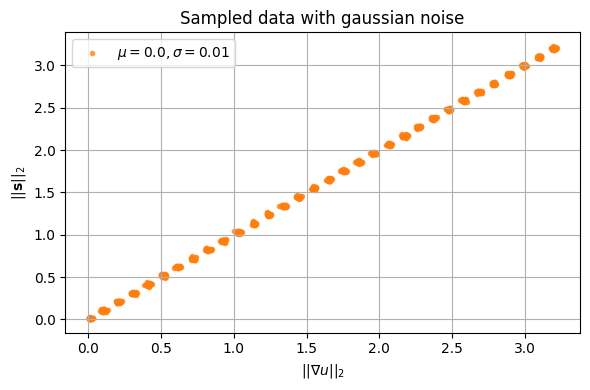 Sampled data with gaussian noise
μ = 0.0, σ = 0.01
||s||₂
3.0
2.5
2.0
1.5
1.0
0.5
0.0
0.0 0.5 1.0 1.5 2.0 2.5 3.0
||∇u||₂